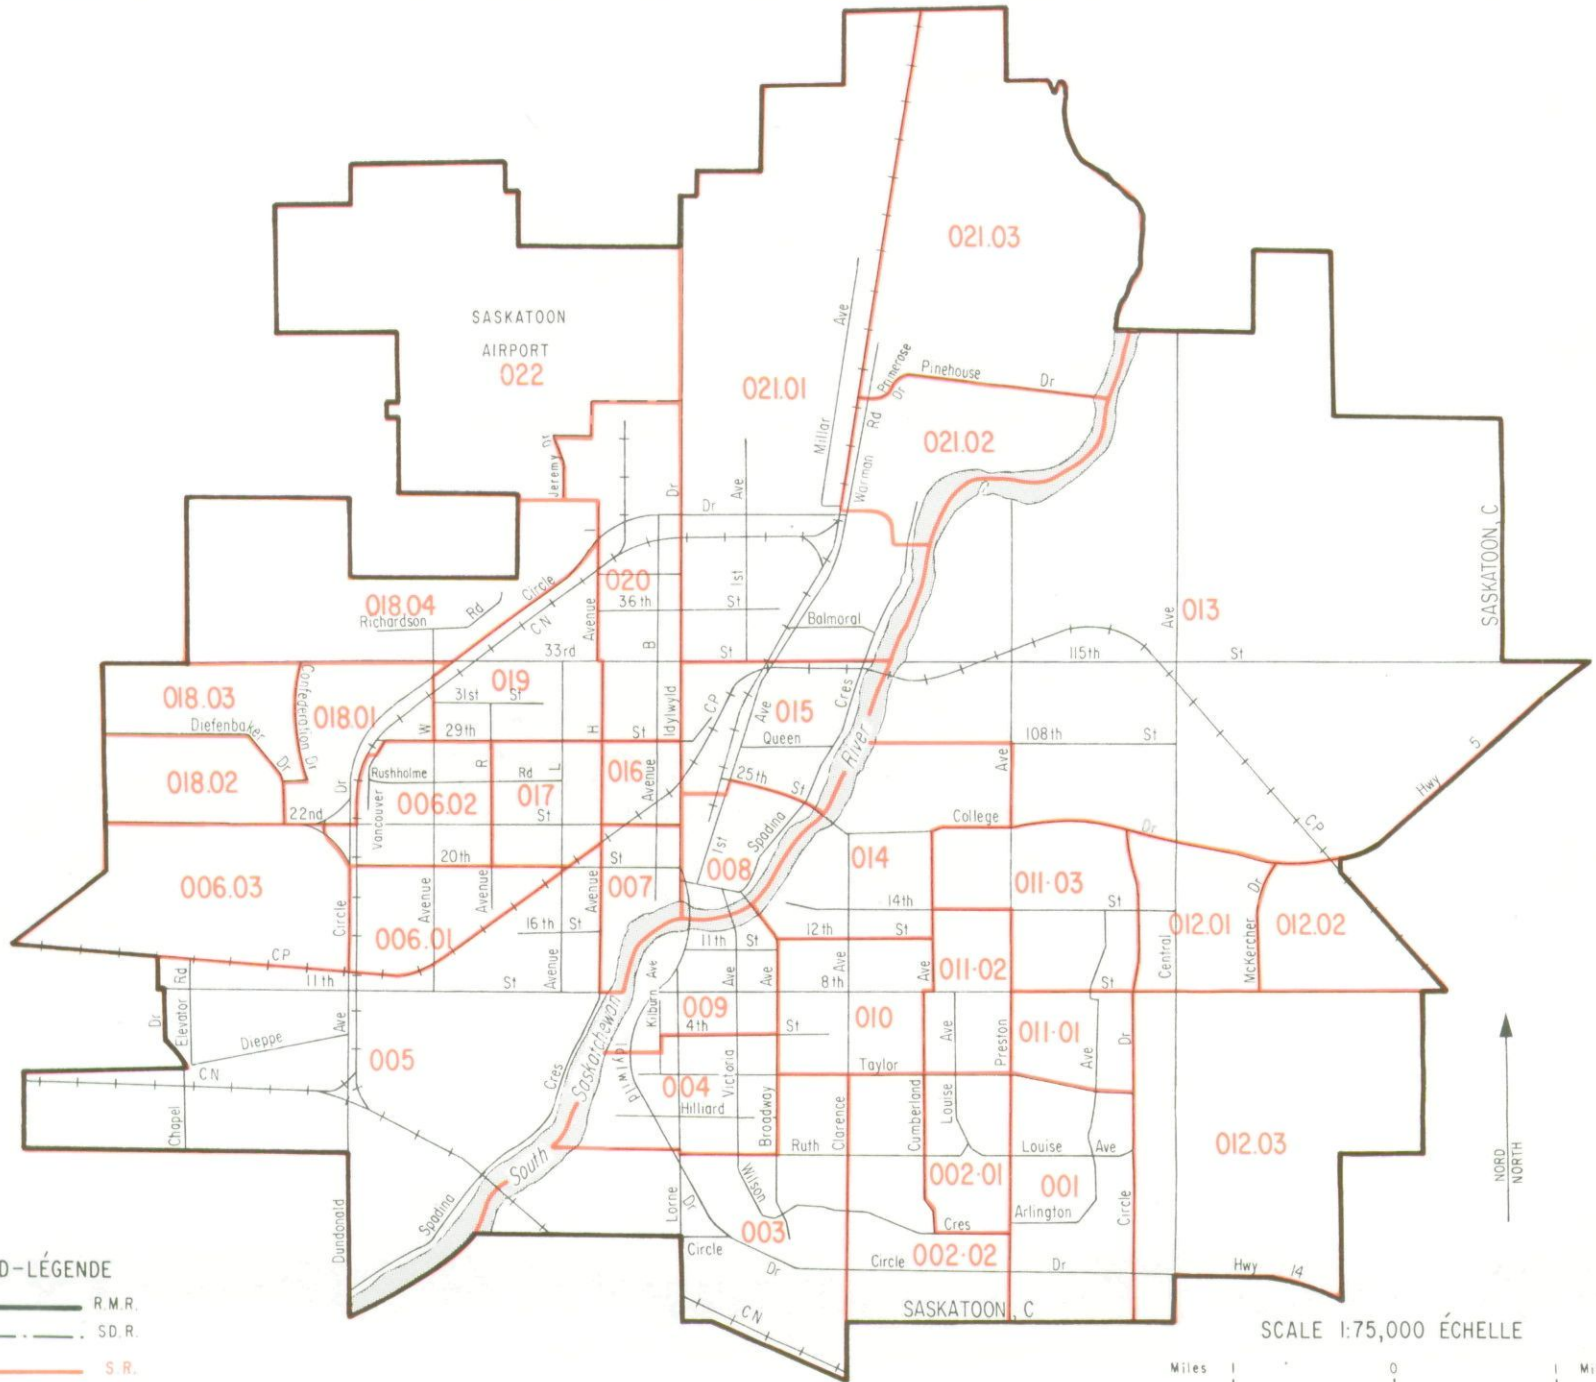 021.03
SASKATOON
AIRPORT
022
021.01
Millar
Ave
Primerose
Dr
Pinehouse
Dr
Rd
Warman
021.02
Jeremy Dr
Dr
Dr
Ave
1st
020
36th
St
B
Avenue
I
018.04
Richardson
Rd
Circle
CN
33rd
St
Balmoral
Ave
013
SASKATOON, C
115th
St
018.03
Diefenbaker
Dr
Confederation Dr
018.01
019
31st
St
W
29th
H
St
Idylwyld
CP
Ave
015
Cres
Queen
River
108th
St
Ave
Hwy
5
018.02
22nd
Dr
Vancouver
Rushholme
Rd
R
L
006.02
017
St
016
Avenue
25th
St
1st
Spadina
College
Dr
CP
20th
St
008
014
011.03
006.03
007
14th
St
012.01
McKercher
Dr
012.02
Circle
Avenue
Avenue
Avenue
16th
St
006.01
CP
11th
St
Avenue
11th
St
12th
St
Ave
Ave
Ave
8th
Ave
011.02
St
Central
Elevator Rd
Dr
Kilburn
Ave
009
4th
St
010
Ave
Preston
011.01
Ave
Dr
Dieppe
Ave
005
CN
Chapel
Cres
Saskatchewan
Idylwild
004
Victoria
Hilliard
Taylor
Broadway
Clarence
Cumberland
Louise
Ruth
Louise
Ave
012.03
NORD
NORTH
South
Spadina
Dundonald
Lorne
Dr
Wilson
003
002.01
001
Arlington
Cres
Circle
Circle
Dr
Circle
002.02
Dr
Hwy
14
CN
SASKATOON, C
D-LÉGENDE
R.M.R.
SD.R.
S.R.
SCALE 1:75,000 ÉCHELLE
Miles 1 0 1 Mi